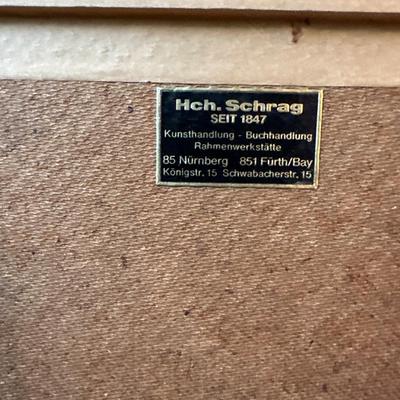 Hch. Schrag
SEIT 1847
Kunsthandlung - Buchhandlung
Rahmenwerkstätte
85 Nürnberg 851 Fürth/Bay
Königstr. 15 Schwabacherstr. 15